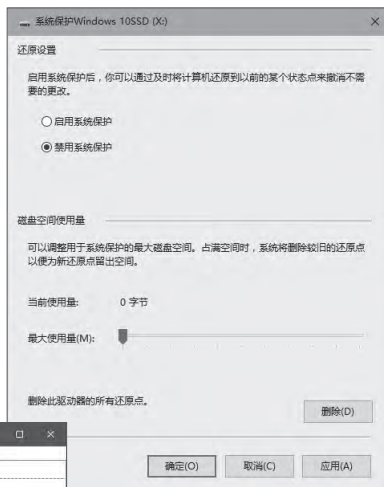 系统保护Windows 10SSD (X:)
还原设置
启用系统保护后，你可以通过及时将计算机还原到以前的某个状态点来撤消不需
要的更改。
启用系统保护
禁用系统保护
磁盘空间使用量
可以调整用于系统保护的最大磁盘空间。占满空间时，系统将删除较旧的还原点
以便为新还原点留出空间。
当前使用量: 0 字节
最大使用量(M):
删除此驱动器的所有还原点。
删除(D)
确定(O) 取消(C) 应用(A)